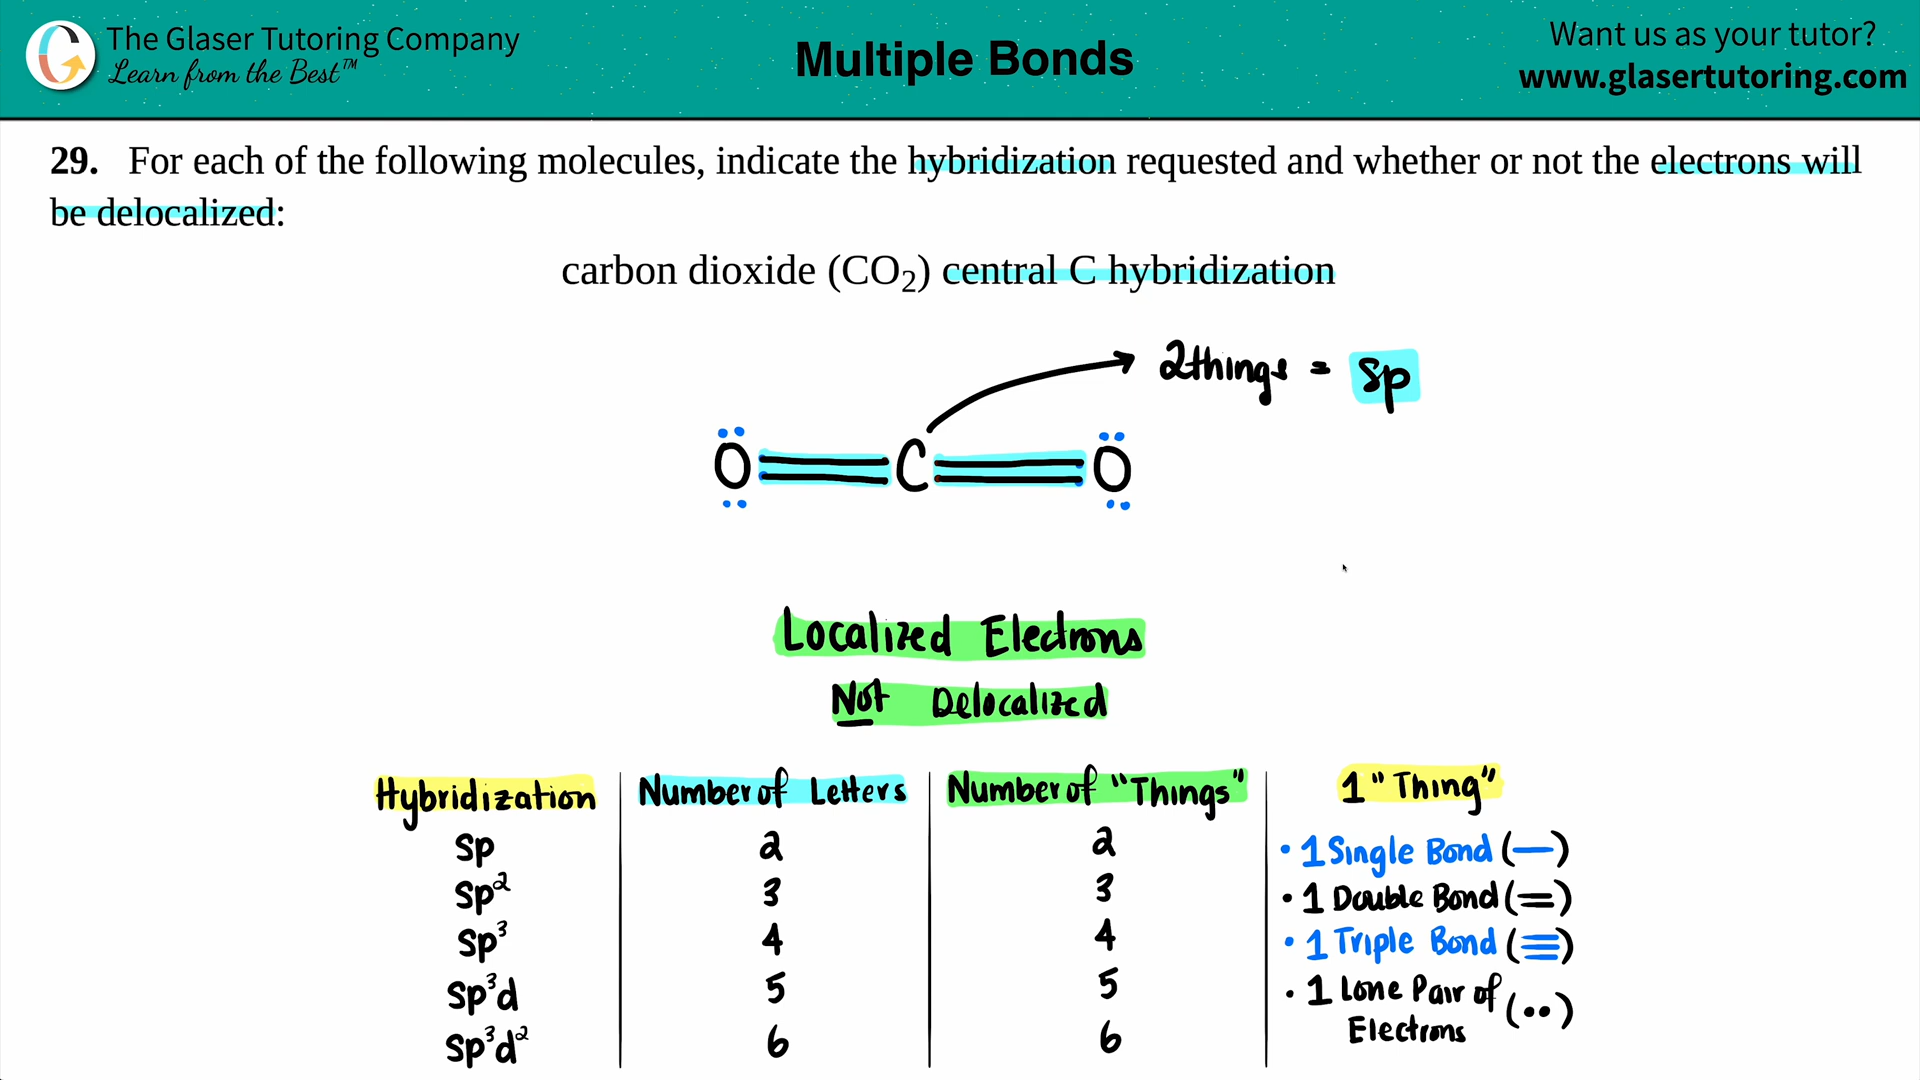 The Glaser Tutoring Company
Learn from the Best™
Multiple Bonds
Want us as your tutor?
www.glasertutoring.com
29. For each of the following molecules, indicate the hybridization requested and whether or not the electrons will
be delocalized:
carbon dioxide (CO₂) central C hybridization
2 things = Sp
O C O
Localized Electrons
Not Delocalized
Hybridization Number of Letters Number of "Things" 1 "Thing"
Sp 2 2 • 1 Single Bond (—)
Sp² 3 3 • 1 Double Bond (=)
Sp³ 4 4 • 1 Triple Bond (≡)
Sp³d 5 5 • 1 Lone Pair of
Electrons (••)
Sp³d² 6 6